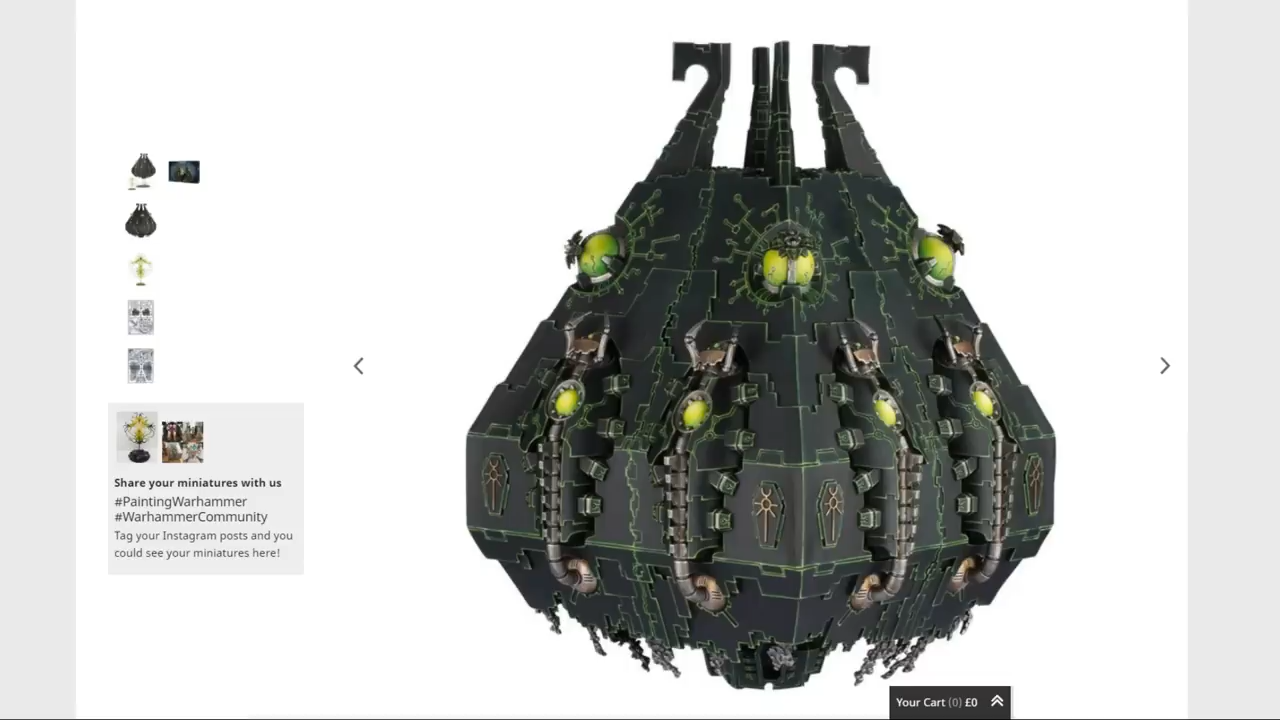 Share your miniatures with us
#PaintingWarhammer
#WarhammerCommunity
Tag your Instagram posts and you
could see your miniatures here!
Your Cart (0) £0